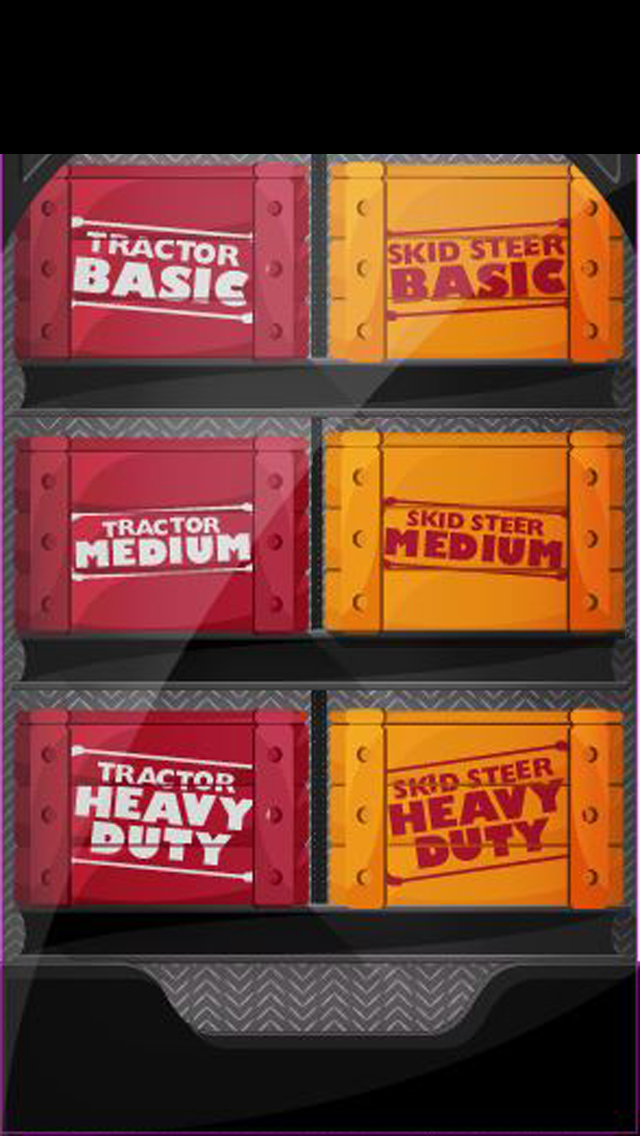 TRACTOR
BASIC
SKID STEER
BASIC
TRACTOR
MEDIUM
SKID STEER
MEDIUM
TRACTOR
HEAVY
DUTY
SKID STEER
HEAVY
DUTY